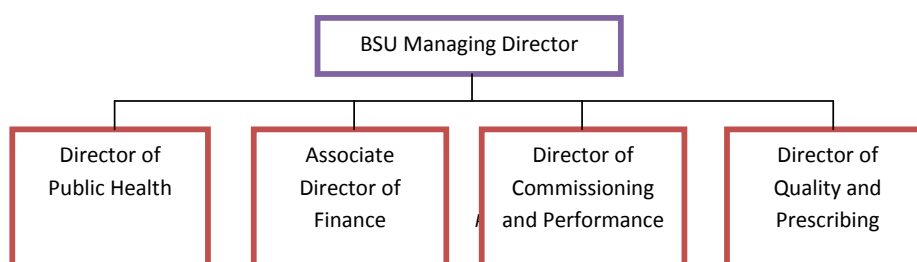 BSU Managing Director
Director of
Public Health
Associate
Director of
Finance
Director of
Commissioning
and Performance
Director of
Quality and
Prescribing